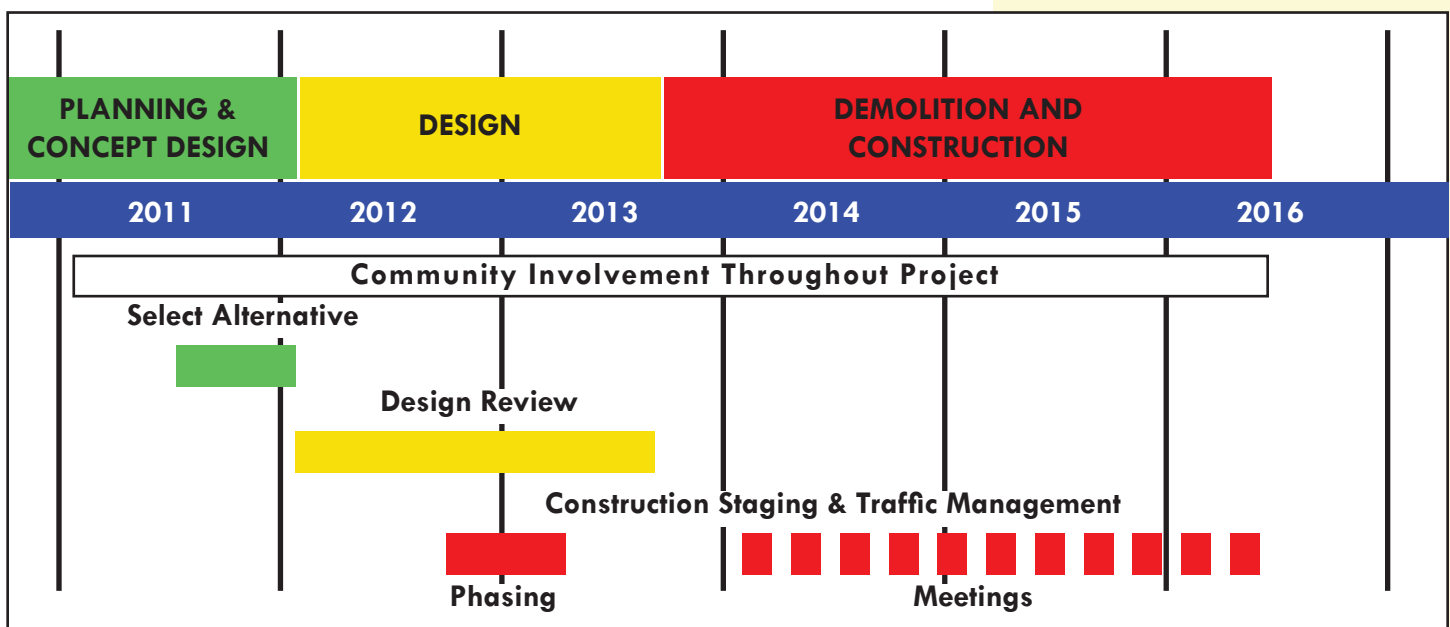 PLANNING &
CONCEPT DESIGN
DESIGN
DEMOLITION AND
CONSTRUCTION
2011 2012 2013 2014 2015 2016
Community Involvement Throughout Project
Select Alternative
Design Review
Construction Staging & Traffic Management
Phasing
Meetings